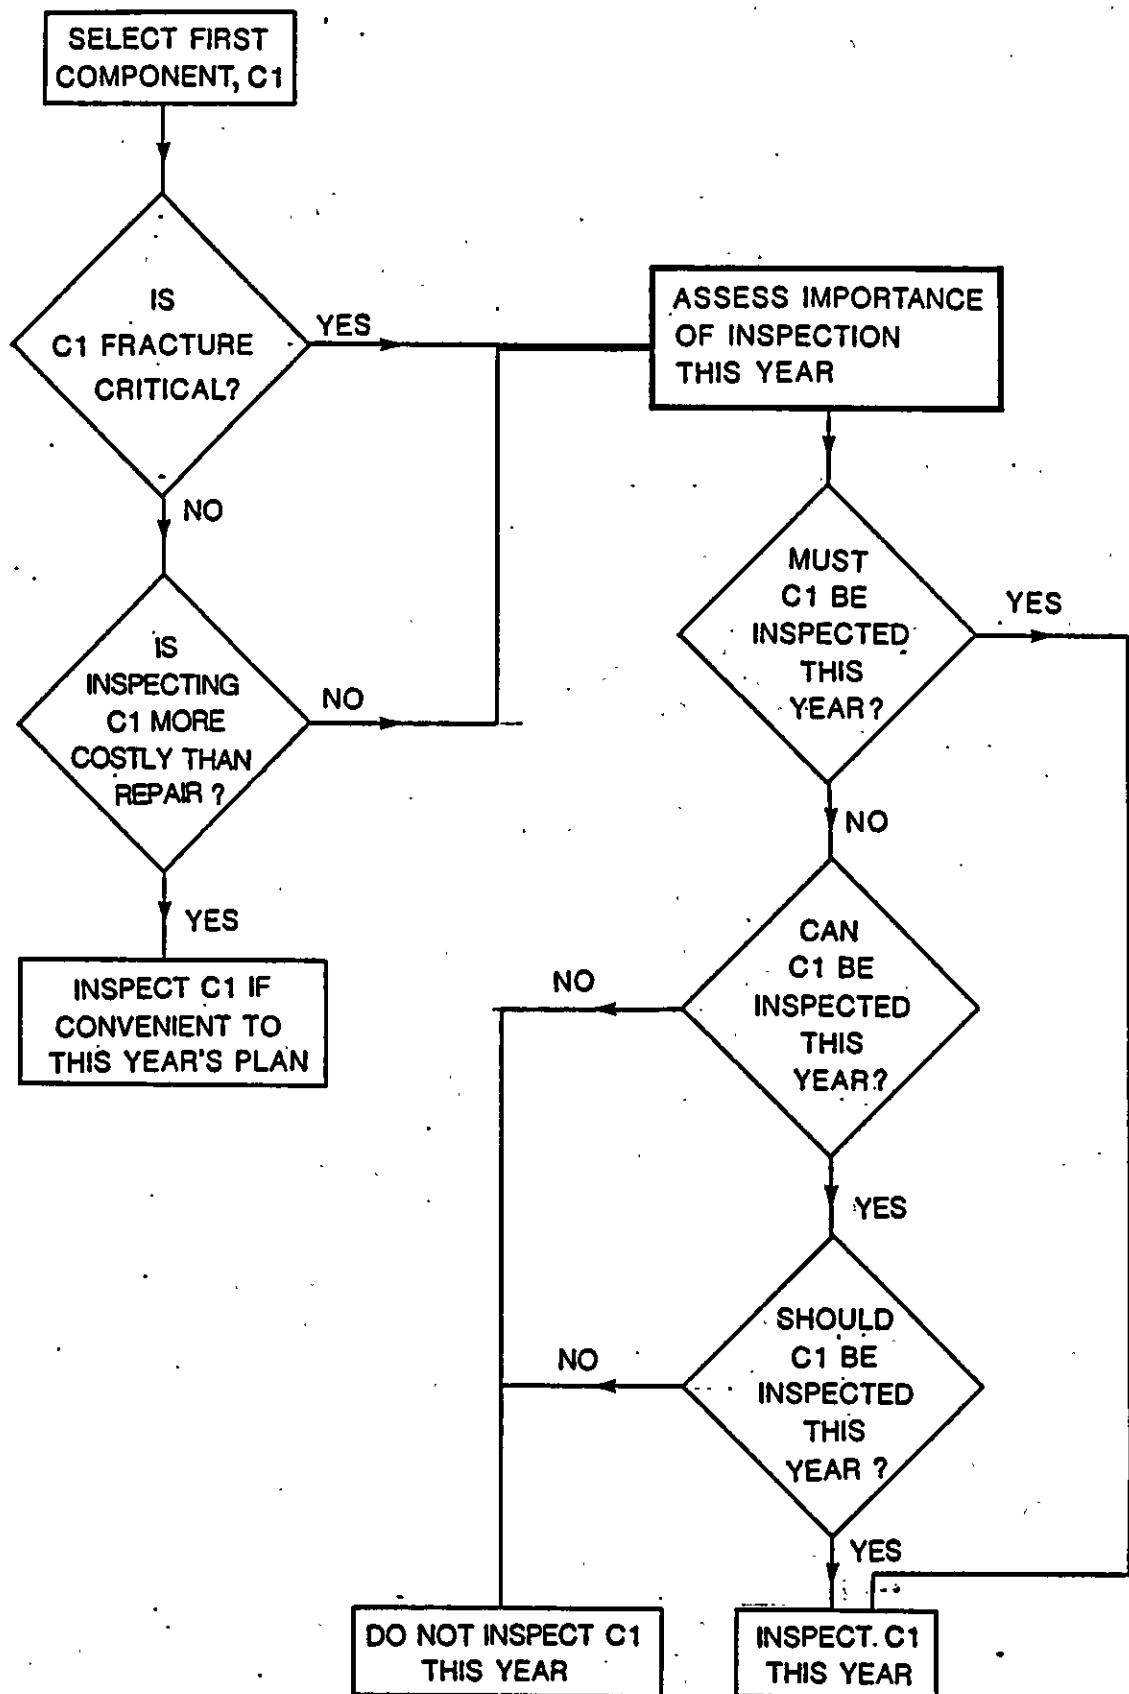 SELECT FIRST
COMPONENT, C1
IS
C1 FRACTURE
CRITICAL?
YES
NO
IS
INSPECTING
C1 MORE
COSTLY THAN
REPAIR ?
NO
YES
INSPECT C1 IF
CONVENIENT TO
THIS YEAR'S PLAN
ASSESS IMPORTANCE
OF INSPECTION
THIS YEAR
MUST
C1 BE
INSPECTED
THIS
YEAR?
YES
NO
CAN
C1 BE
INSPECTED
THIS
YEAR?
NO
YES
SHOULD
C1 BE
INSPECTED
THIS
YEAR ?
NO
YES
DO NOT INSPECT C1
THIS YEAR
INSPECT. C1
THIS YEAR